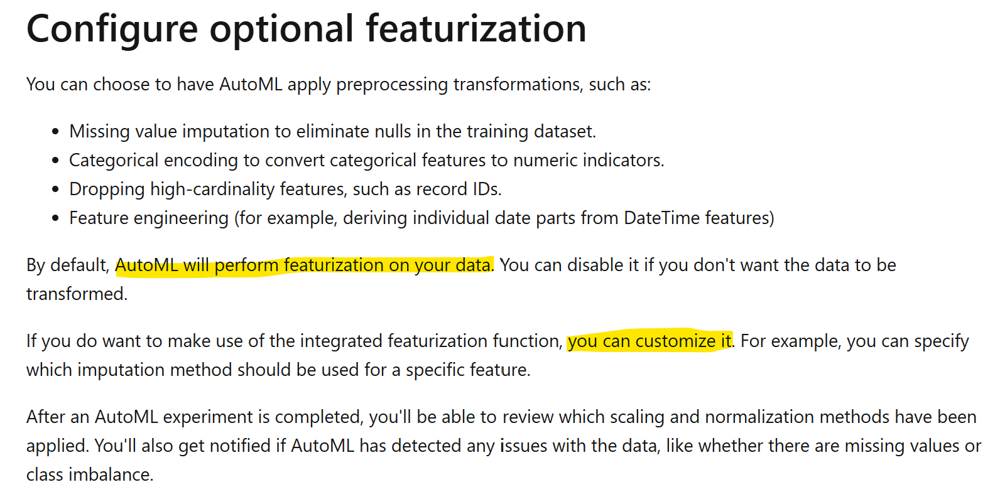 Configure optional featurization
You can choose to have AutoML apply preprocessing transformations, such as:
• Missing value imputation to eliminate nulls in the training dataset.
• Categorical encoding to convert categorical features to numeric indicators.
• Dropping high-cardinality features, such as record IDs.
• Feature engineering (for example, deriving individual date parts from DateTime features)
By default, AutoML will perform featurization on your data. You can disable it if you don't want the data to be
transformed.
If you do want to make use of the integrated featurization function, you can customize it. For example, you can specify
which imputation method should be used for a specific feature.
After an AutoML experiment is completed, you'll be able to review which scaling and normalization methods have been
applied. You'll also get notified if AutoML has detected any issues with the data, like whether there are missing values or
class imbalance.